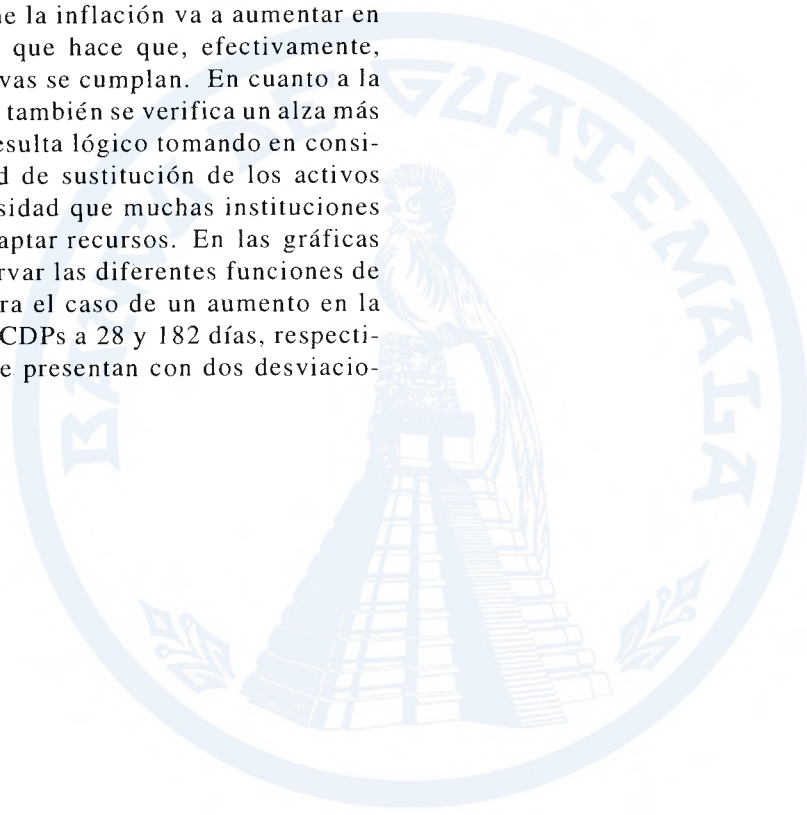 la inflación va a aumentar en
que hace que, efectivamente,
vas se cumplan. En cuanto a la
también se verifica un alza más
esulta lógico tomando en consi-
d de sustitución de los activos
sidad que muchas instituciones
aptar recursos. En las gráficas
rvar las diferentes funciones de
ra el caso de un aumento en la
CDPs a 28 y 182 días, respecti-
e presentan con dos desviacio-
BANCO DE GUATEMALA